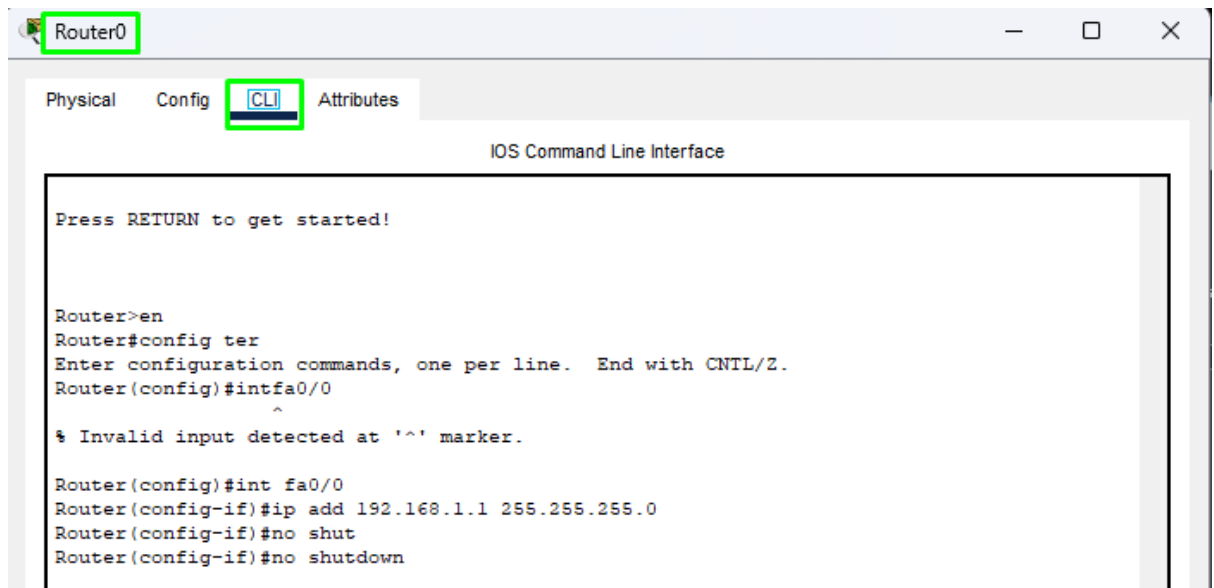 Router0
Physical Config CLI Attributes
IOS Command Line Interface
Press RETURN to get started!
Router>en
Router#config ter
Enter configuration commands, one per line.  End with CNTL/Z.
Router(config)#intfa0/0
^
% Invalid input detected at '^' marker.
Router(config)#int fa0/0
Router(config-if)#ip add 192.168.1.1 255.255.255.0
Router(config-if)#no shut
Router(config-if)#no shutdown